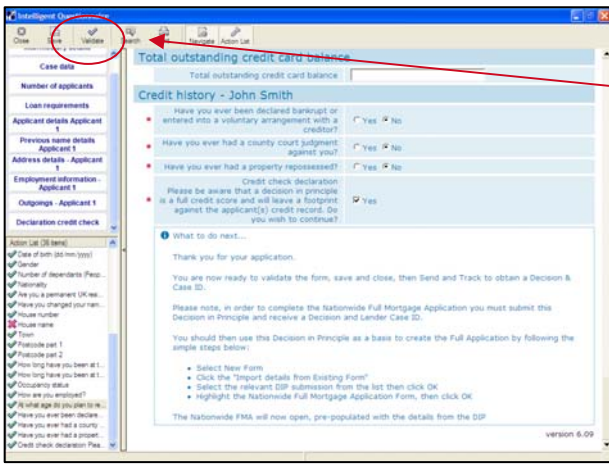 Intelligent Questionnaire
Close
Save
Validate
Search
Navigate
Action List
Case data
Number of applicants
Loan requirements
Applicant details Applicant
1
Previous name details
Applicant 1
Address details - Applicant
1
Employment information -
Applicant 1
Outgoings - Applicant 1
Declaration credit check
Action List (35 items)
Date of birth (dd/mm/yyyy)
Gender
Number of dependants (Peop...
Nationality
Are you a permanent UK resi...
Have you changed your nam...
House number
House name
Town
Postcode part 1
Postcode part 2
How long have you been at t...
How long have you been at t...
Occupancy status
How are you employed?
At what age do you plan to re...
Have you ever been declare...
Have you ever had a county ...
Have you ever had a propert...
Credit check declaration Plea...
Total outstanding credit card balance
Total outstanding credit card balance
Credit history - John Smith
* Have you ever been declared bankrupt or
entered into a voluntary arrangement with a
creditor?
Yes No
* Have you ever had a county court judgment
against you?
Yes No
* Have you ever had a property repossessed?
Yes No
Credit check declaration
Please be aware that a decision in principle
* is a full credit score and will leave a footprint
against the applicant(s) credit record. Do
you wish to continue?
Yes
What to do next...
Thank you for your application.
You are now ready to validate the form, save and close, then Send and Track to obtain a Decision &
Case ID.
Please note, in order to complete the Nationwide Full Mortgage Application you must submit this
Decision in Principle and receive a Decision and Lender Case ID.
You should then use this Decision in Principle as a basis to create the Full Application by following the
simple steps below:
• Select New Form
• Click the "Import details from Existing
Form"
• Select the relevant DIP submission from
the list then click OK
• Highlight the Nationwide Full Mortgage
Application Form, then click OK
The Nationwide FMA will now open, pre-populated with the details from the DIP
version 6.09